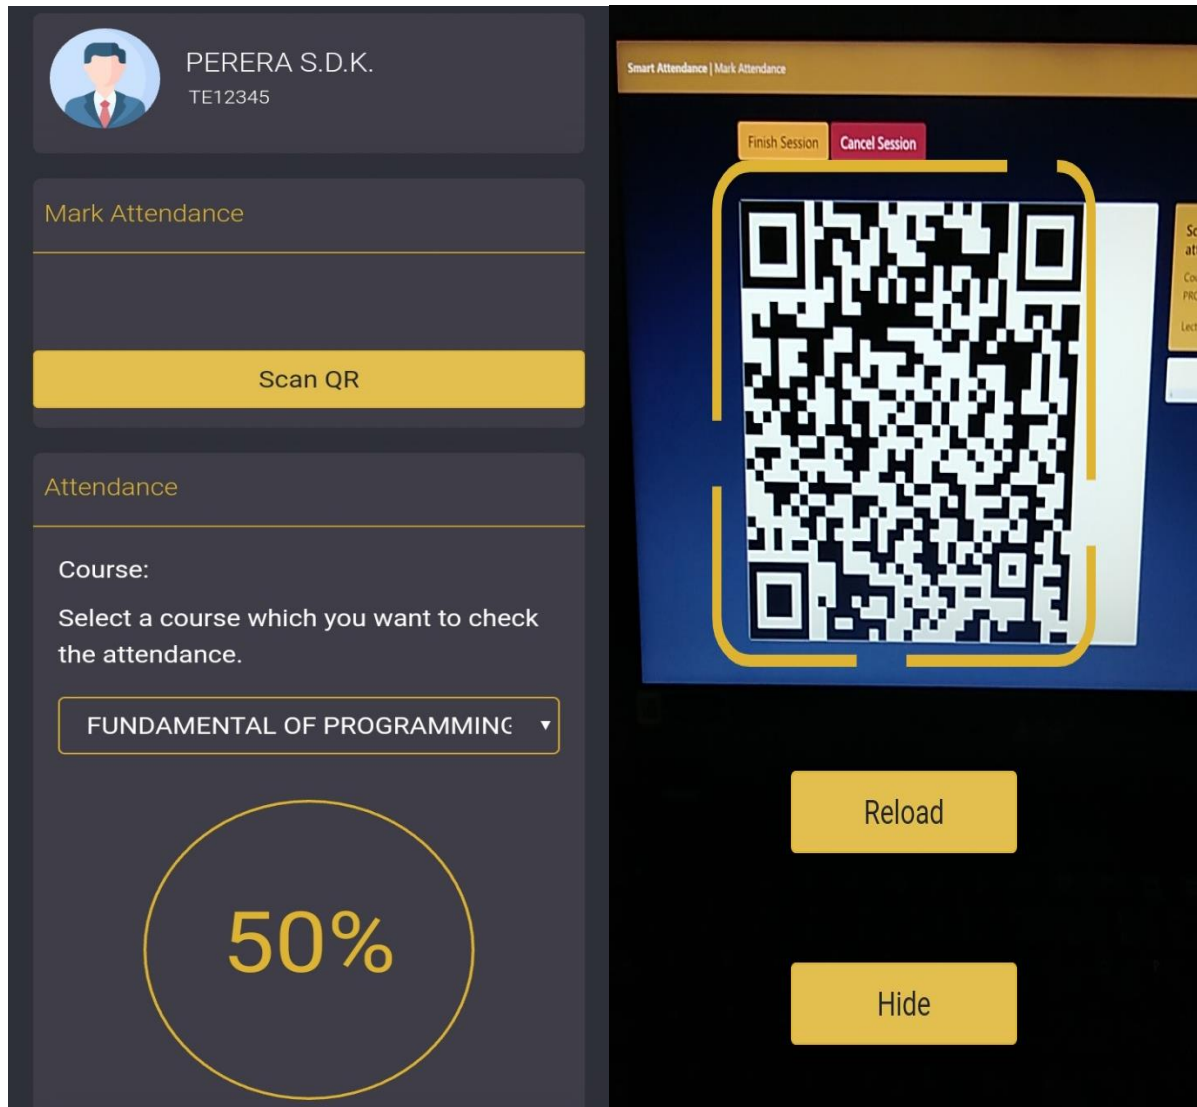 PERERA S.D.K.
TE12345
Mark Attendance
Scan QR
Attendance
Course:
Select a course which you want to check
the attendance.
FUNDAMENTAL OF PROGRAMMING
50%
Smart Attendance | Mark Attendance
Finish Session
Cancel Session
Reload
Hide